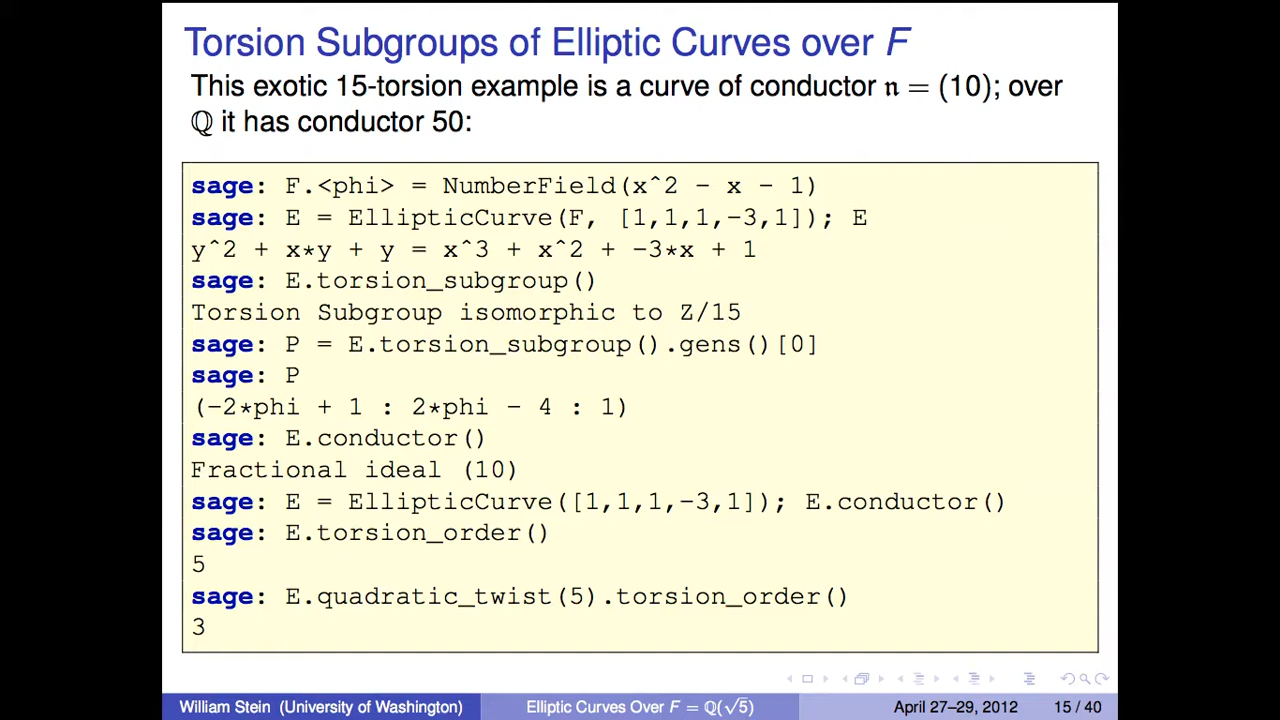 Torsion Subgroups of Elliptic Curves over F
This exotic 15-torsion example is a curve of conductor 𝔫 = (10); over
ℚ it has conductor 50:
sage: F.<phi> = NumberField(x^2 - x - 1)
sage: E = EllipticCurve(F, [1,1,1,-3,1]); E
y^2 + x*y + y = x^3 + x^2 + -3*x + 1
sage: E.torsion_subgroup()
Torsion Subgroup isomorphic to Z/15
sage: P = E.torsion_subgroup().gens()[0]
sage: P
(-2*phi + 1 : 2*phi - 4 : 1)
sage: E.conductor()
Fractional ideal (10)
sage: E = EllipticCurve([1,1,1,-3,1]); E.conductor()
sage: E.torsion_order()
5
sage: E.quadratic_twist(5).torsion_order()
3
William Stein (University of Washington) Elliptic Curves Over F = ℚ(√5) April 27–29, 2012 15 / 40